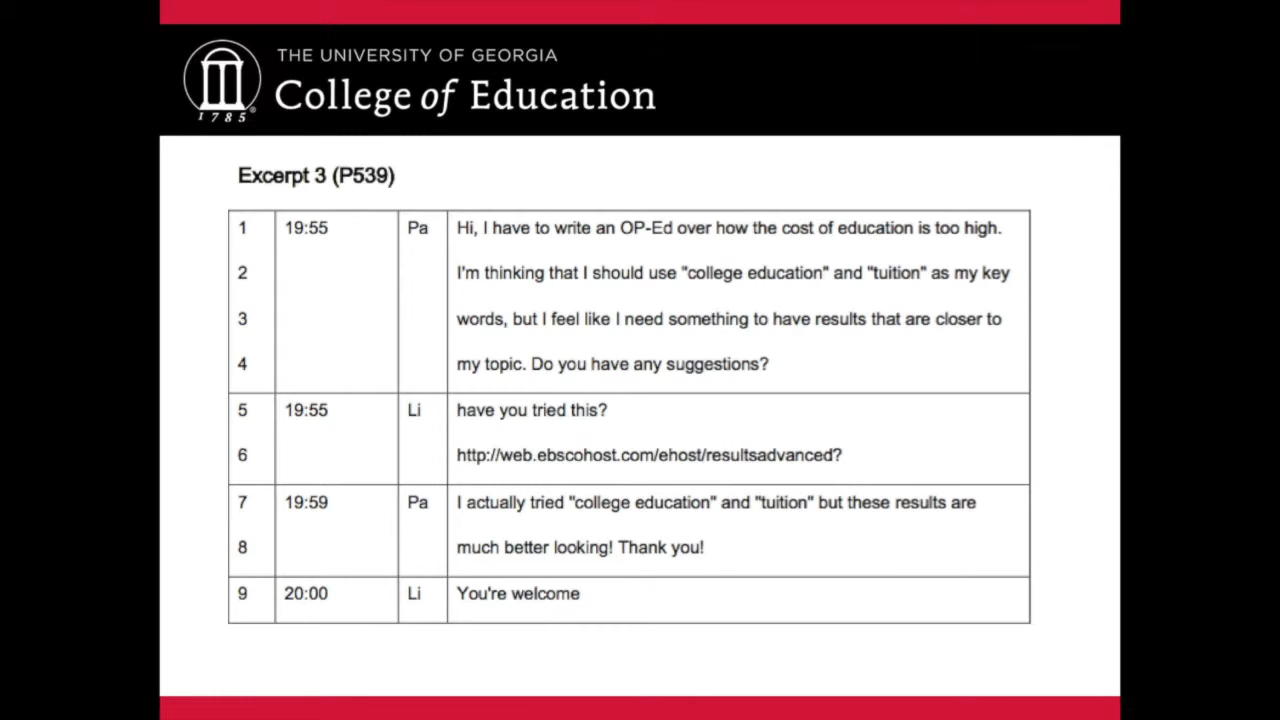 THE UNIVERSITY OF GEORGIA
College of Education
1785
Excerpt 3 (P539)
1 19:55 Pa Hi, I have to write an OP-Ed over how the cost of education is too high.
2 I'm thinking that I should use "college education" and "tuition" as my key
3 words, but I feel like I need something to have results that are closer to
4 my topic. Do you have any suggestions?
5 19:55 Li have you tried this?
6 http://web.ebscohost.com/ehost/resultsadvanced?
7 19:59 Pa I actually tried "college education" and "tuition" but these results are
8 much better looking! Thank you!
9 20:00 Li You're welcome